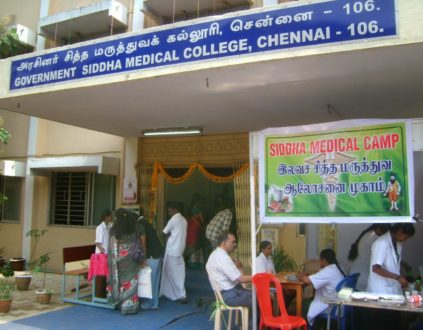 அரசினர் சித்த மருத்துவக் கல்லூரி, சென்னை - 106.
GOVERNMENT SIDDHA MEDICAL COLLEGE, CHENNAI - 106.
SIDDHA MEDICAL CAMP
இலவச சித்த மருத்துவ
ஆலோசனை முகாம்